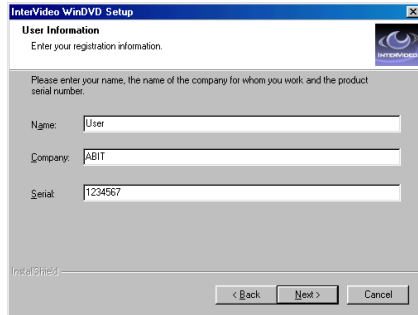 InterVideo WinDVD Setup
User Information
Enter your registration information.
INTERVIDEO
Please enter your name, the name of the company for whom you work and the product
serial number.
Name: User
Company: ABIT
Serial: 1234567
InstallShield
< Back Next > Cancel